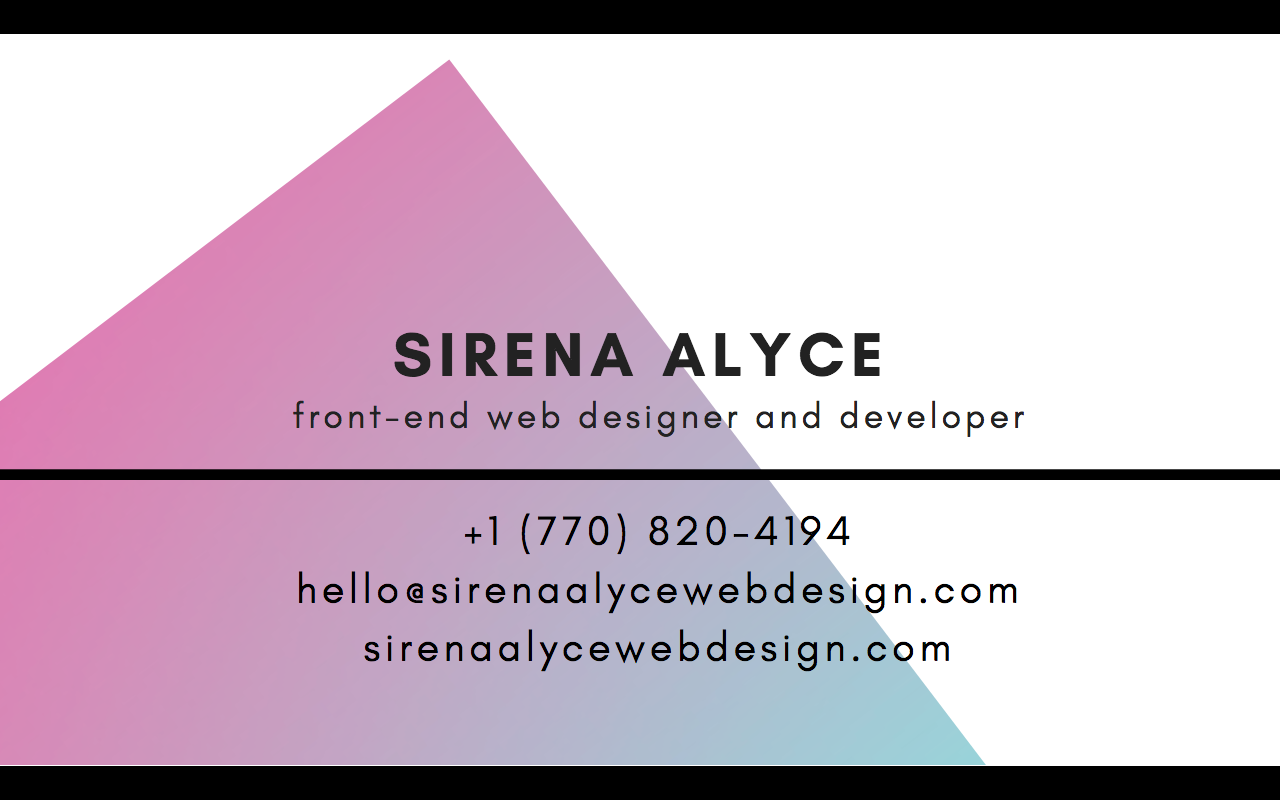 SIRENA ALYCE
front-end web designer and developer
+1 (770) 820-4194
hello@sirenaalycewebdesign.com
sirenaalycewebdesign.com